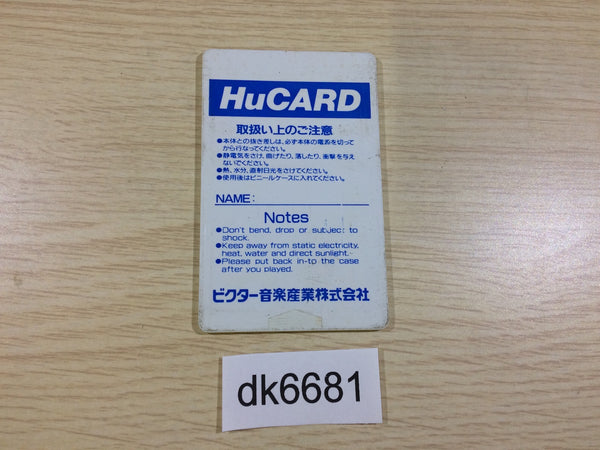 HuCARD
取扱い上のご注意
●本体との抜き差しは、必ず本体の電源を切って
から行なってください。
●静電気をさけ、曲げたり、落したり、衝撃を与え
ないでください。
●熱、水分、直射日光をさけてください。
●使用後はビニールケースに入れてください。
NAME:
Notes
●Don't bend, drop or subject to
shock.
●Keep away from static electricity,
heat, water and direct sunlight.
●Please put back in-to the case
after you played.
ビクター音楽産業株式会社
dk6681